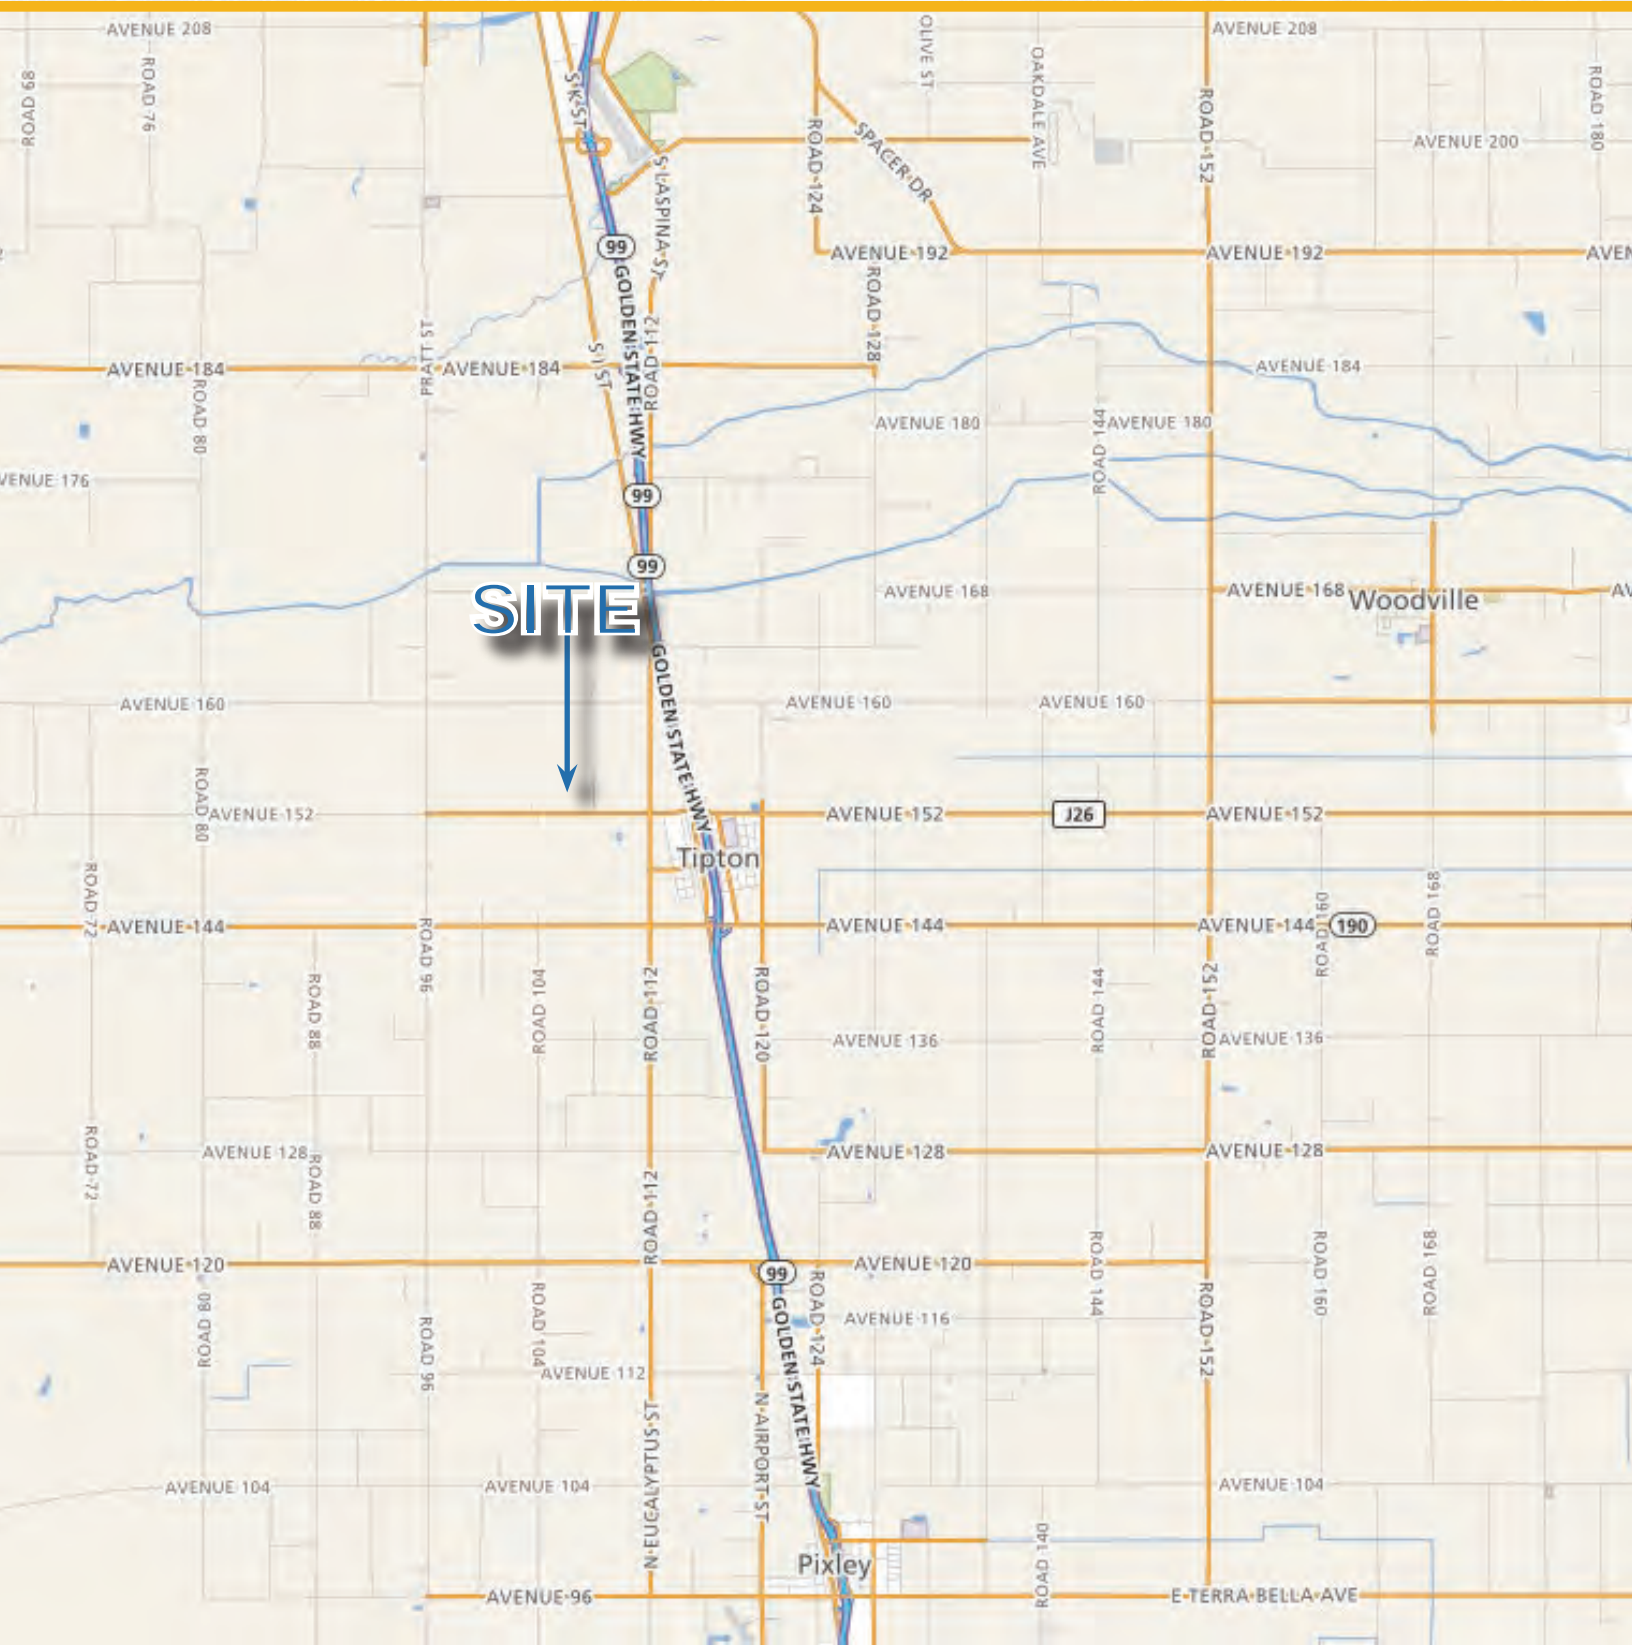 AVENUE 208
OLIVE ST
AVENUE 208
ROAD 68
ROAD 76
S K ST
OAKDALE AVE
ROAD 152
ROAD 180
ROAD 124
SPACER DR
AVENUE 200
S LASPINA ST
99
AVENUE 192
AVENUE 192
AVEN
GOLDEN STATE HWY
ROAD 128
PRATT ST
S I ST
ROAD 112
AVENUE 184
AVENUE 184
AVENUE 184
ROAD 80
AVENUE 180
ROAD 144
AVENUE 180
VENUE 176
99
99
SITE
AVENUE 168
AVENUE 168
Woodville
AV
GOLDEN STATE HWY
AVENUE 160
AVENUE 160
AVENUE 160
ROAD 80
AVENUE 152
AVENUE 152
J26
AVENUE 152
Tipton
ROAD 72
ROAD 168
AVENUE 144
ROAD 96
AVENUE 144
AVENUE 144
ROAD 160
190
ROAD 88
ROAD 104
ROAD 112
ROAD 120
ROAD 144
ROAD 152
AVENUE 136
AVENUE 136
ROAD 72
AVENUE 128
ROAD 88
AVENUE 128
AVENUE 128
ROAD 112
AVENUE 120
99
AVENUE 120
ROAD 144
ROAD 160
ROAD 168
ROAD 80
ROAD 96
ROAD 104
GOLDEN STATE HWY
ROAD 124
AVENUE 116
ROAD 152
AVENUE 112
N EUCALYPTUS ST
N AIRPORT ST
AVENUE 104
AVENUE 104
AVENUE 104
ROAD 140
Pixley
AVENUE 96
E TERRA BELLA AVE